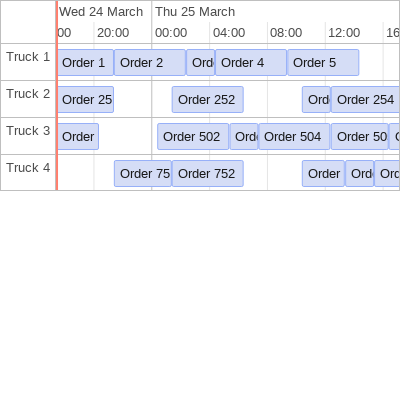 Wed 24 March Thu 25 March
00 20:00 00:00 04:00 08:00 12:00 16
Truck 1 Order 1 Order 2 Ord Order 4 Order 5
Truck 2 Order 25 Order 252 Ord Order 254
Truck 3 Order Order 502 Ord Order 504 Order 50
Truck 4 Order 75 Order 752 Order Ord Ord